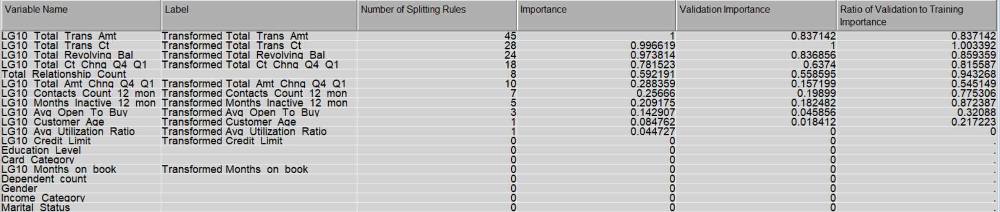 Variable Name Label Number of Splitting Rules Importance Validation Importance Ratio of Validation to Training Importance
LG10 Total Trans Amt Transformed Total Trans Amt 45 1 0.837142 0.837142
LG10 Total Trans Ct Transformed Total Trans Ct 28 0.996619 1 1.003392
LG10 Total Revolving Bal Transformed Total Revolving Bal 24 0.973814 0.836856 0.859359
LG10 Total Ct Chng Q4 Q1 Transformed Total Ct Chng Q4 Q1 18 0.781523 0.6374 0.815587
Total Relationship Count 8 0.592191 0.558595 0.943268
LG10 Total Amt Chng Q4 Q1 Transformed Total Amt Chng Q4 Q1 10 0.288359 0.157199 0.545149
LG10 Contacts Count 12 mon Transformed Contacts Count 12 mon 7 0.25666 0.19899 0.775306
LG10 Months Inactive 12 mon Transformed Months Inactive 12 mon 5 0.209175 0.182482 0.872387
LG10 Avg Open To Buy Transformed Avg Open To Buy 3 0.142907 0.045856 0.32088
LG10 Customer Age Transformed Customer Age 1 0.084762 0.018412 0.217223
LG10 Avg Utilization Ratio Transformed Avg Utilization Ratio 1 0.044727 0 0
LG10 Credit Limit Transformed Credit Limit 0 0 0 .
Education Level 0 0 0 .
Card Category 0 0 0 .
LG10 Months on book Transformed Months on book 0 0 0 .
Dependent count 0 0 0 .
Gender 0 0 0 .
Income Category 0 0 0 .
Marital Status 0 0 0 .